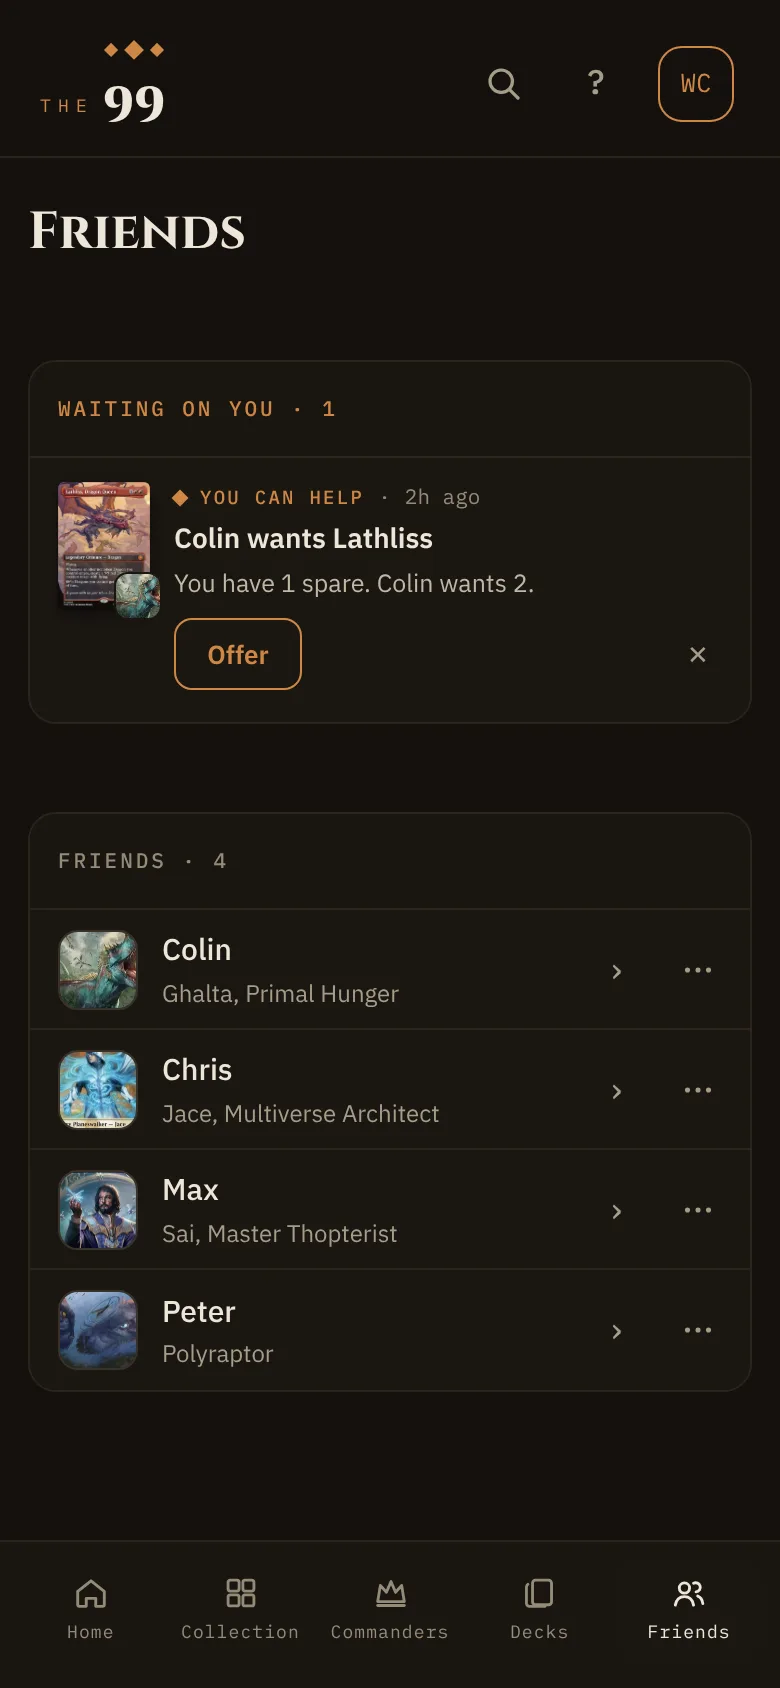 THE 99
?
WC
Friends
WAITING ON YOU · 1
YOU CAN HELP · 2h ago
Colin wants Lathliss
You have 1 spare. Colin wants 2.
Offer
FRIENDS · 4
Colin
Ghalta, Primal Hunger
Chris
Jace, Multiverse Architect
Max
Sai, Master Thopterist
Peter
Polyraptor
Home
Collection
Commanders
Decks
Friends